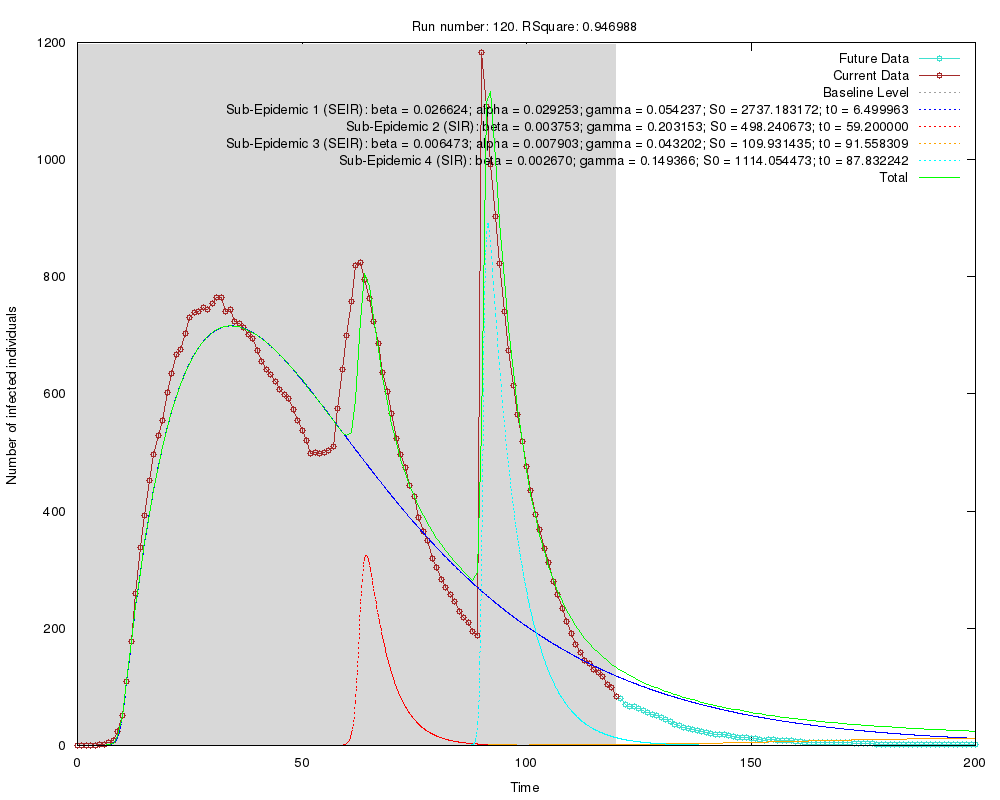 Run number: 120. RSquare: 0.946988
1200
1000
800
600
400
200
0
Number of infected individuals
Future Data
Current Data
Baseline Level
Sub-Epidemic 1 (SEIR): beta = 0.026624; alpha = 0.029253; gamma = 0.054237; S0 = 2737.183172; t0 = 6.499963
Sub-Epidemic 2 (SIR): beta = 0.003753; gamma = 0.203153; S0 = 498.240673; t0 = 59.200000
Sub-Epidemic 3 (SEIR): beta = 0.006473; alpha = 0.007903; gamma = 0.043202; S0 = 109.931435; t0 = 91.558309
Sub-Epidemic 4 (SIR): beta = 0.002670; gamma = 0.149366; S0 = 1114.054473; t0 = 87.832242
Total
0 50 100 150 200
Time